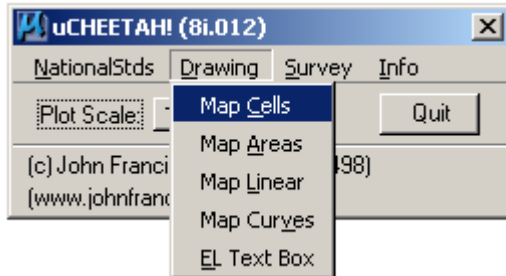 uCHEETAH! (8i.012)
NationalStds Drawing Survey Info
Plot Scale: Map Cells Quit
Map Areas
(c) John Franci 498)
Map Linear
(www.johnfranc
Map Curves
EL Text Box